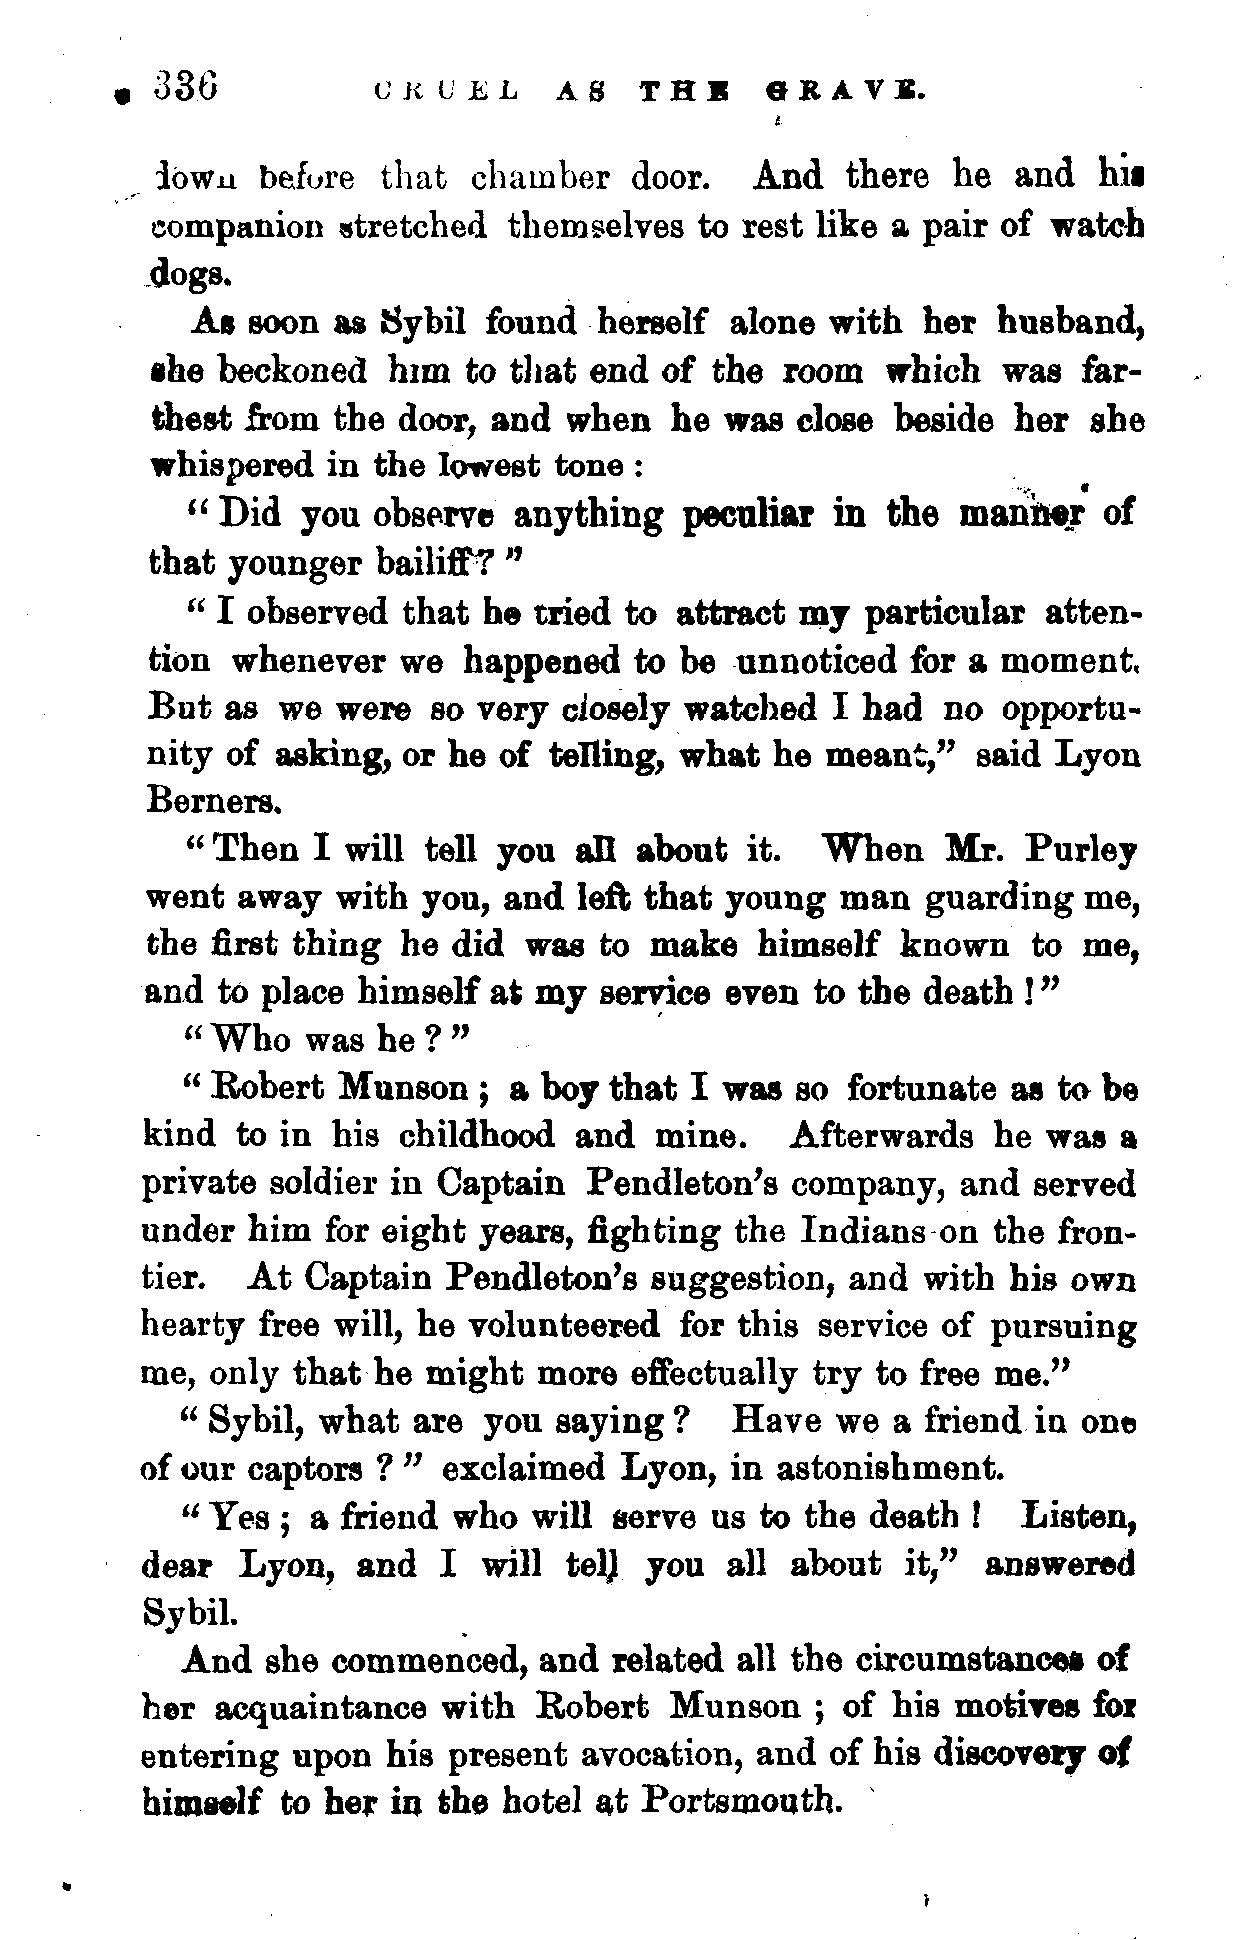 336 CRUEL AS THE GRAVE.
down before that chamber door. And there he and his
companion stretched themselves to rest like a pair of watch
dogs.
As soon as Sybil found herself alone with her husband,
she beckoned him to that end of the room which was far-
thest from the door, and when he was close beside her she
whispered in the lowest tone :
“ Did you observe anything peculiar in the manner of
that younger bailiff? ”
“ I observed that he tried to attract my particular atten-
tion whenever we happened to be unnoticed for a moment.
But as we were so very closely watched I had no opportu-
nity of asking, or he of telling, what he meant,” said Lyon
Berners.
“ Then I will tell you all about it. When Mr. Purley
went away with you, and left that young man guarding me,
the first thing he did was to make himself known to me,
and to place himself at my service even to the death ! ”
“ Who was he ? ”
“ Robert Munson ; a boy that I was so fortunate as to be
kind to in his childhood and mine. Afterwards he was a
private soldier in Captain Pendleton’s company, and served
under him for eight years, fighting the Indians on the fron-
tier. At Captain Pendleton’s suggestion, and with his own
hearty free will, he volunteered for this service of pursuing
me, only that he might more effectually try to free me.”
“ Sybil, what are you saying ? Have we a friend in one
of our captors ? ” exclaimed Lyon, in astonishment.
“ Yes ; a friend who will serve us to the death ! Listen,
dear Lyon, and I will tell you all about it,” answered
Sybil.
And she commenced, and related all the circumstances of
her acquaintance with Robert Munson ; of his motives for
entering upon his present avocation, and of his discovery of
himself to her in the hotel at Portsmouth.